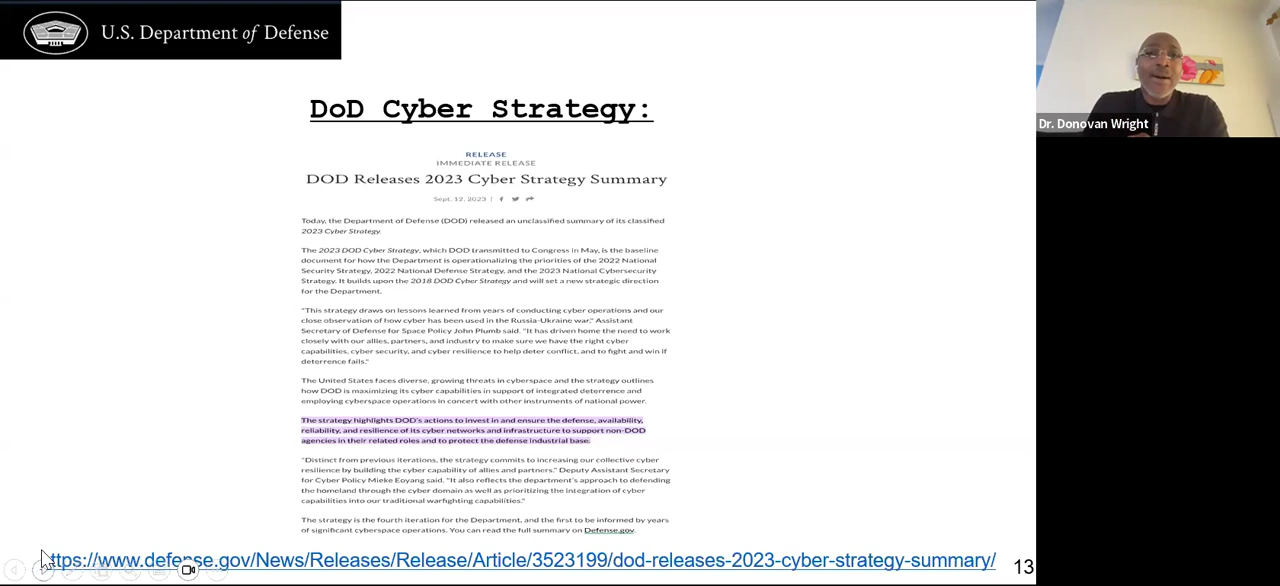 U.S. Department of Defense
DoD Cyber Strategy:
RELEASE
IMMEDIATE RELEASE
DOD Releases 2023 Cyber Strategy Summary
Sept. 12, 2023 |
Today, the Department of Defense (DOD) released an unclassified summary of its classified
2023 Cyber Strategy.
The 2023 DOD Cyber Strategy, which DOD transmitted to Congress in May, is the baseline
document for how the Department is operationalizing the priorities of the 2022 National
Security Strategy, 2022 National Defense Strategy, and the 2023 National Cybersecurity
Strategy. It builds upon the 2018 DOD Cyber Strategy and will set a new strategic direction
for the Department.
"This strategy draws on lessons learned from years of conducting cyber operations and our
close observation of how cyber has been used in the Russia-Ukraine war," Assistant
Secretary of Defense for Space Policy John Plumb said. "It has driven home the need to work
closely with our allies, partners, and industry to make sure we have the right cyber
capabilities, cyber security, and cyber resilience to help deter conflict, and to fight and win if
deterrence fails."
The United States faces diverse, growing threats in cyberspace and the strategy outlines
how DOD is maximizing its cyber capabilities in support of integrated deterrence and
employing cyberspace operations in concert with other instruments of national power.
The strategy highlights DOD's actions to invest in and ensure the defense, availability,
reliability, and resilience of its cyber networks and infrastructure to support non-DOD
agencies in their related roles and to protect the defense industrial base.
"Distinct from previous iterations, the strategy commits to increasing our collective cyber
resilience by building the cyber capability of allies and partners." Deputy Assistant Secretary
for Cyber Policy Mieke Eoyang said. "It also reflects the department's approach to defending
the homeland through the cyber domain as well as prioritizing the integration of cyber
capabilities into our traditional warfighting capabilities."
The strategy is the fourth iteration for the Department, and the first to be informed by years
of significant cyberspace operations. You can read the full summary on Defense.gov.
ttps://www.defense.gov/News/Releases/Release/Article/3523199/dod-releases-2023-cyber-strategy-summary/
13
Dr. Donovan Wright